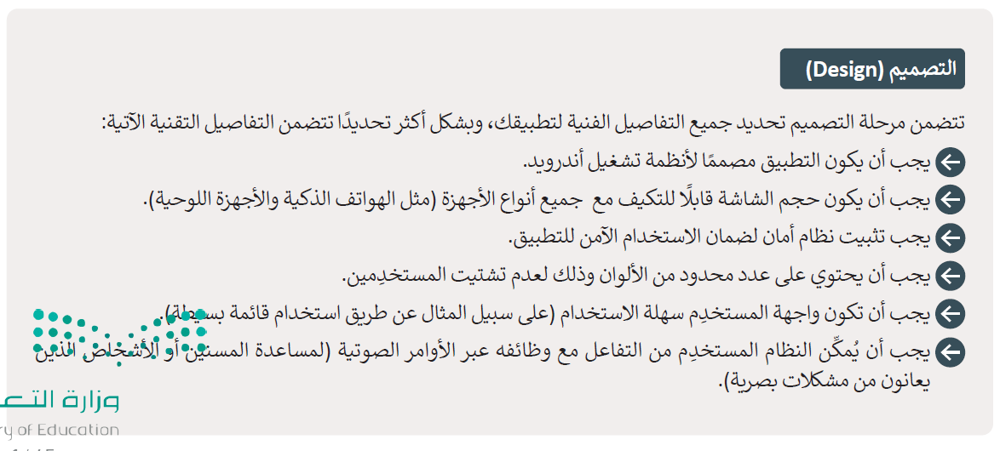 التصميم (Design)
تتضمن مرحلة التصميم تحديد جميع التفاصيل الفنية لتطبيقك، وبشكل أكثر تحديدًا تتضمن التفاصيل التقنية الآتية:
يجب أن يكون التطبيق مصممًا لأنظمة تشغيل أندرويد.
يجب أن يكون حجم الشاشة قابلًا للتكيف مع جميع أنواع الأجهزة (مثل الهواتف الذكية والأجهزة اللوحية).
يجب تثبيت نظام أمان لضمان الاستخدام الآمن للتطبيق.
يجب أن يحتوي على عدد محدود من الألوان وذلك لعدم تشتيت المستخدِمين.
يجب أن تكون واجهة المستخدِم سهلة الاستخدام (على سبيل المثال عن طريق استخدام قائمة بسيطة).
يجب أن يُمكِّن النظام المستخدِم من التفاعل مع وظائفه عبر الأوامر الصوتية (لمساعدة المسنين أو الأشخاص الذين
يعانون من مشكلات بصرية).
وزارة التعـ
ry of Education